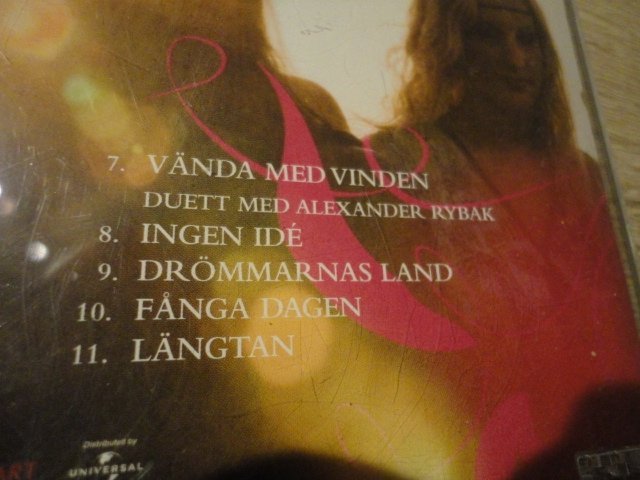 7. VÄNDA MED VINDEN
DUETT MED ALEXANDER RYBAK
8. INGEN IDÉ
9. DRÖMMARNAS LAND
10. FÅNGA DAGEN
11. LÄNGTAN
Distributed by
UNIVERSAL
ART